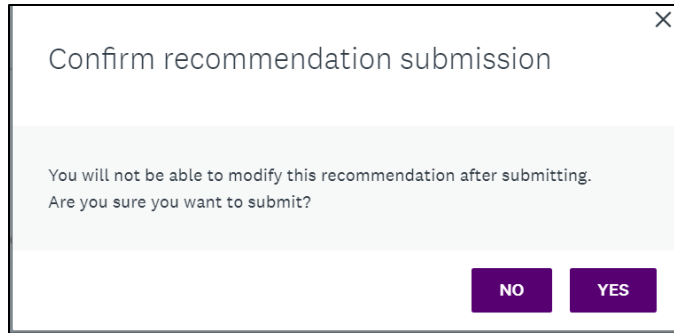 Confirm recommendation submission
You will not be able to modify this recommendation after submitting.
Are you sure you want to submit?
NO YES